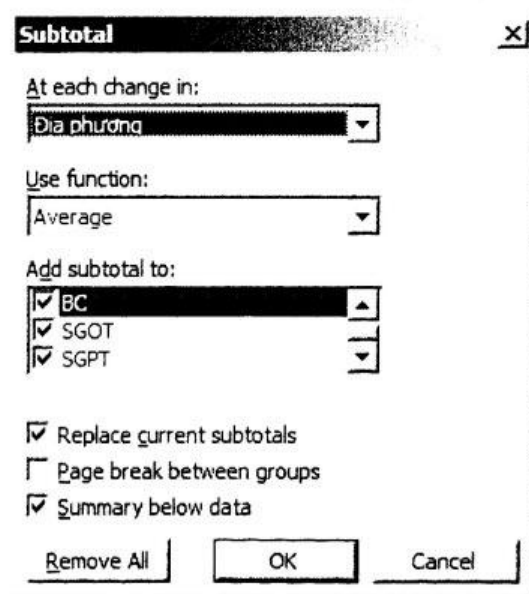 Subtotal
At each change in:
Địa phương
Use function:
Average
Add subtotal to:
BC
SGOT
SGPT
Replace current subtotals
Page break between groups
Summary below data
Remove All OK Cancel